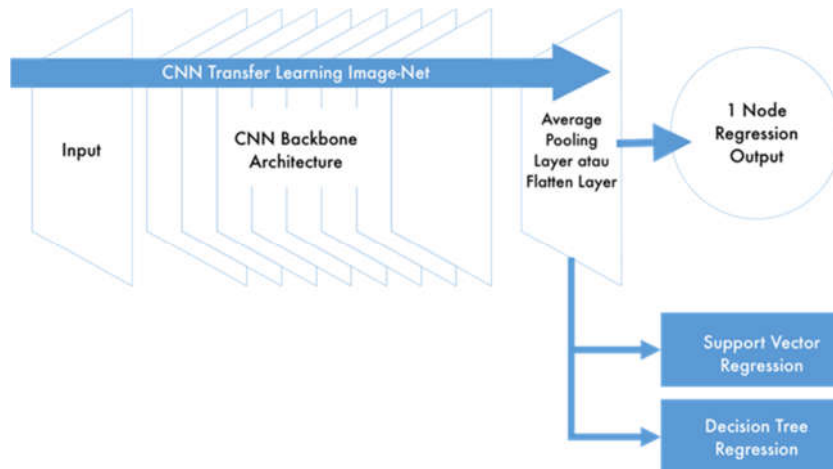 CNN Transfer Learning Image-Net
Input
CNN Backbone
Architecture
Average
Pooling
Layer atau
Flatten Layer
1 Node
Regression
Output
Support Vector
Regression
Decision Tree
Regression